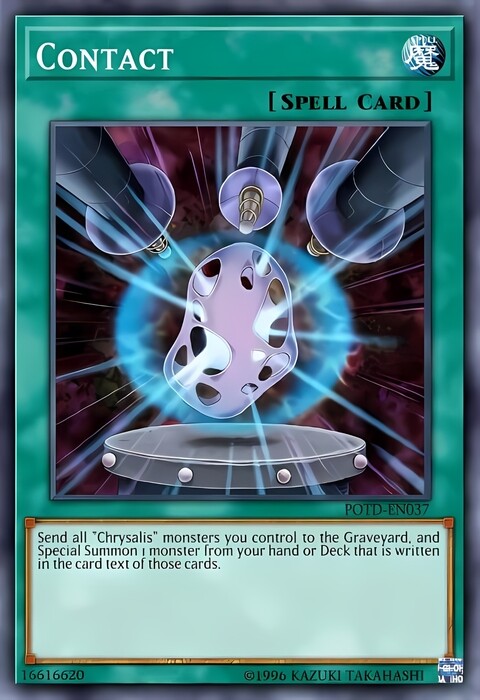 CONTACT
[SPELL CARD]
POTD-EN037
Send all "Chrysalis" monsters you control to the Graveyard, and
Special Summon 1 monster from your hand or Deck that is written
in the card text of those cards.
16616620
©1996 KAZUKI TAKAHASHI